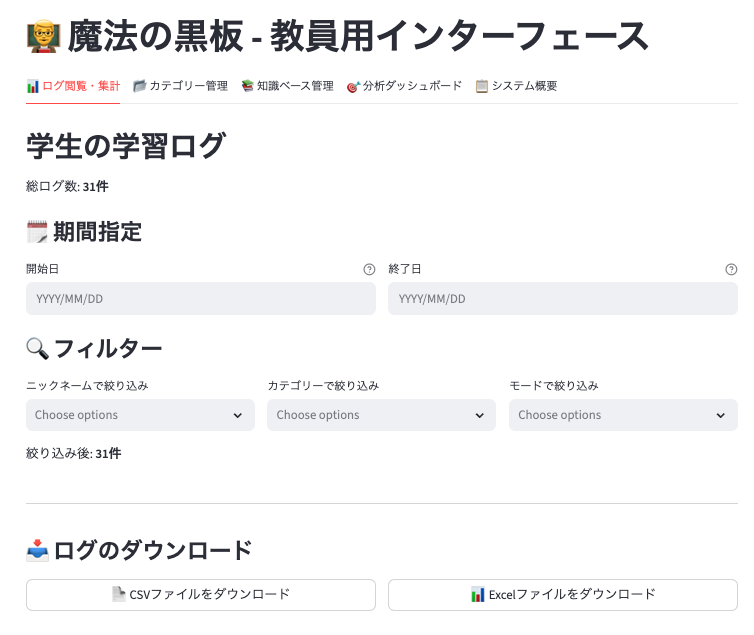 魔法の黒板 - 教員用インターフェース
ログ閲覧・集計 カテゴリー管理 知識ベース管理 分析ダッシュボード システム概要
学生の学習ログ
総ログ数: 31件
期間指定
開始日 終了日
YYYY/MM/DD YYYY/MM/DD
フィルター
ニックネームで絞り込み カテゴリーで絞り込み モードで絞り込み
Choose options Choose options Choose options
絞り込み後: 31件
ログのダウンロード
CSVファイルをダウンロード Excelファイルをダウンロード